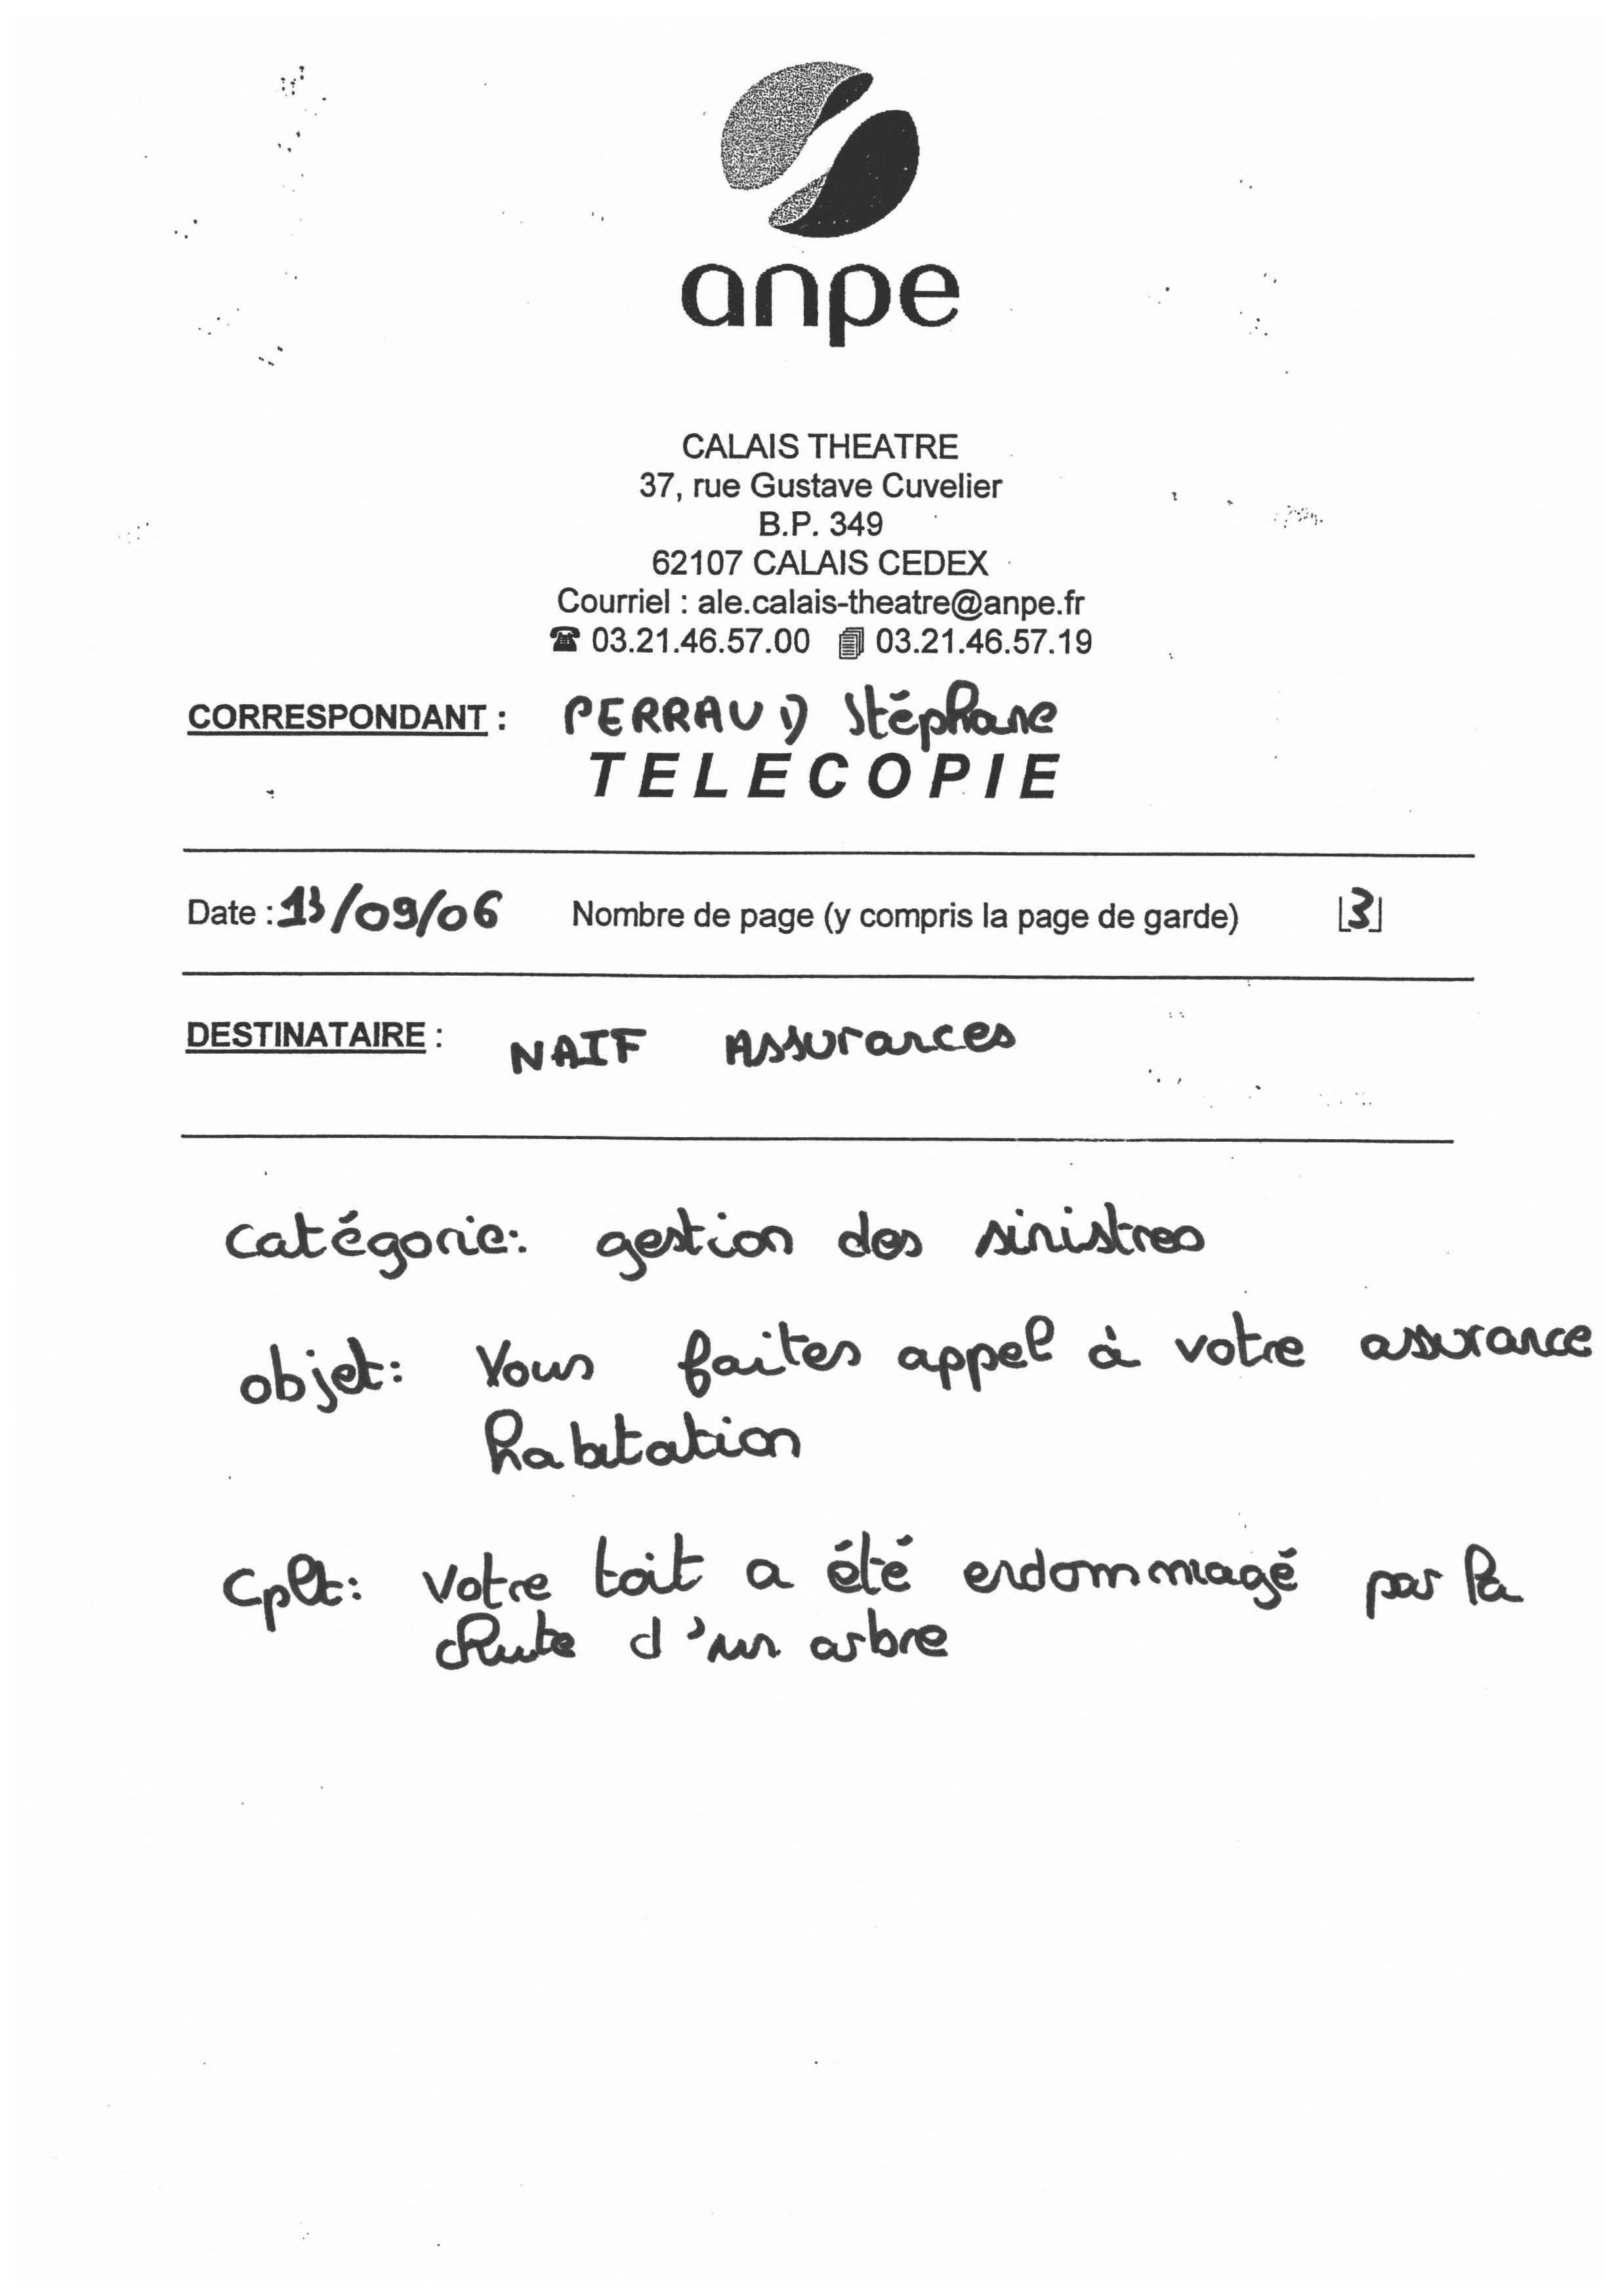 anpe
CALAIS THEATRE
37, rue Gustave Cuvelier
B.P. 349
62107 CALAIS CEDEX
Courriel : ale.calais-theatre@anpe.fr
03.21.46.57.00 03.21.46.57.19
CORRESPONDANT : PERRAUD Stéphane
TELECOPIE
Date : 13/09/06 Nombre de page (y compris la page de garde) 3
DESTINATAIRE : NAIF Assurances
catégorie: gestion des sinistres
objet: Vous faites appel à votre assurance
habitation
Cplt: votre toit a été endommagé par la
chute d'un arbre